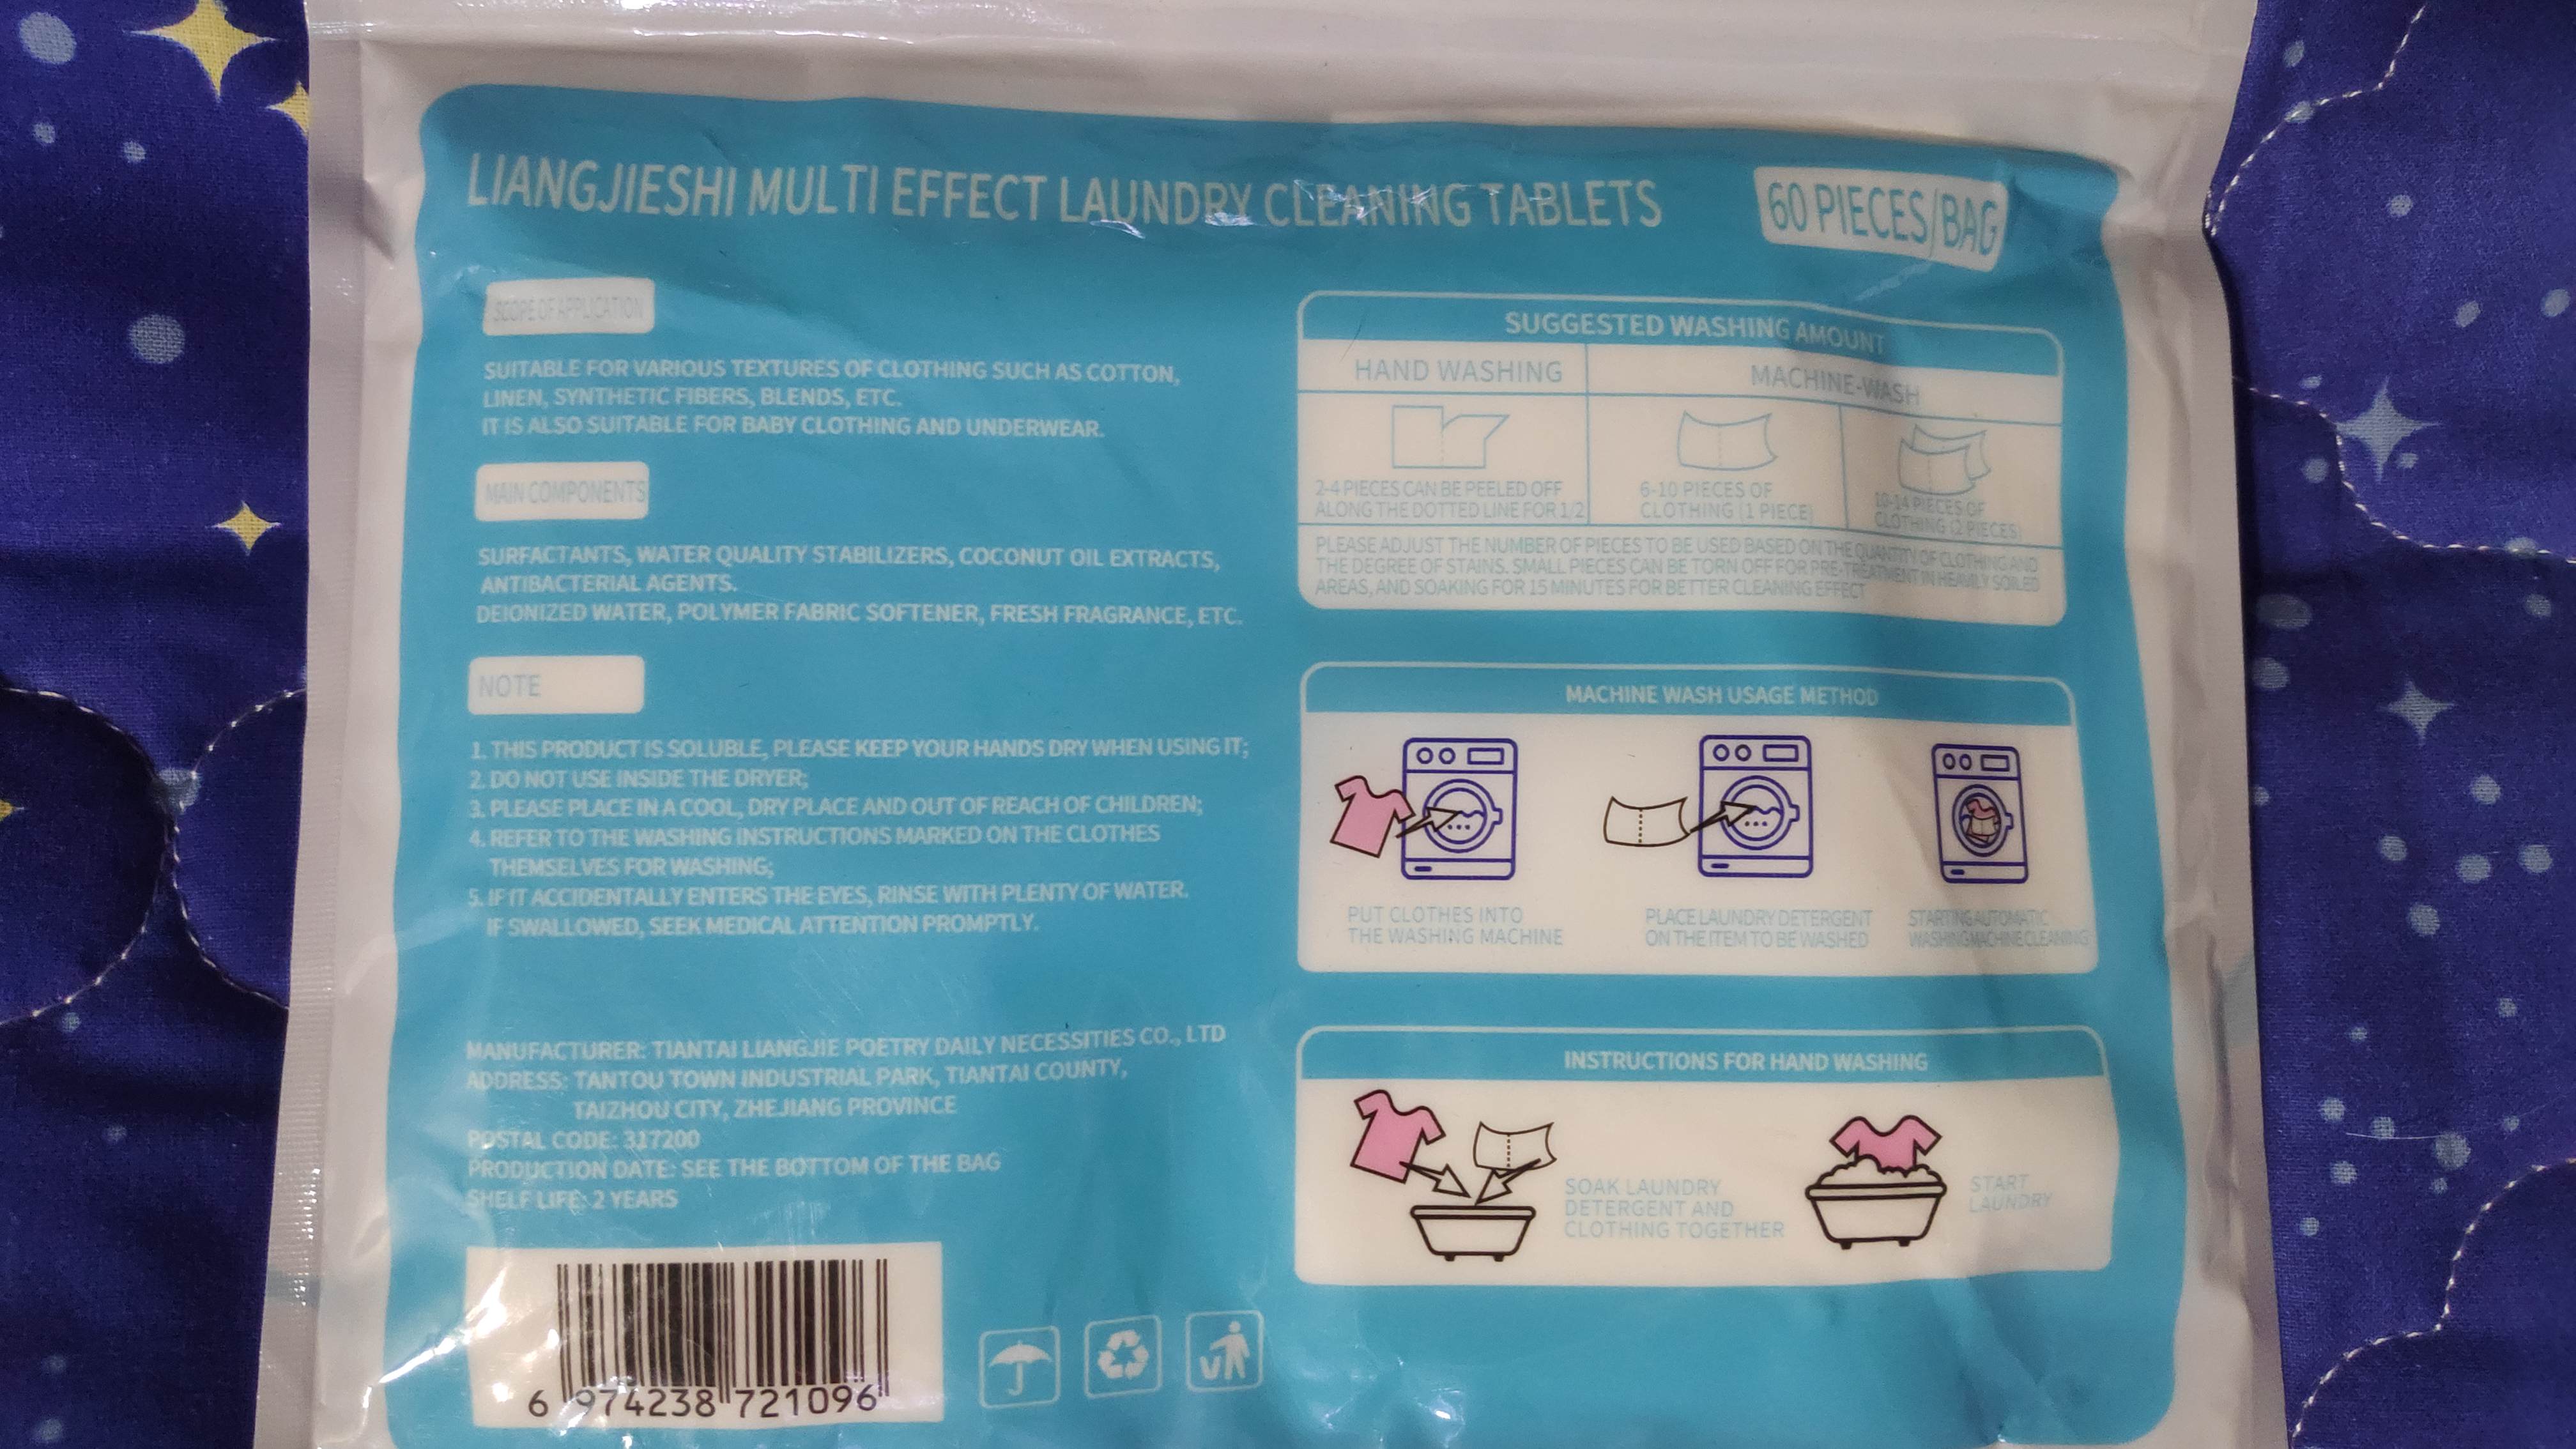 LIANGJIESHI MULTI EFFECT LAUNDRY CLEANING TABLETS
60 PIECES/BAG
SCOPE OF APPLICATION
SUITABLE FOR VARIOUS TEXTURES OF CLOTHING SUCH AS COTTON,
LINEN, SYNTHETIC FIBERS, BLENDS, ETC.
IT IS ALSO SUITABLE FOR BABY CLOTHING AND UNDERWEAR.
MAIN COMPONENTS
SURFACTANTS, WATER QUALITY STABILIZERS, COCONUT OIL EXTRACTS,
ANTIBACTERIAL AGENTS.
DEIONIZED WATER, POLYMER FABRIC SOFTENER, FRESH FRAGRANCE, ETC.
NOTE
1. THIS PRODUCT IS SOLUBLE, PLEASE KEEP YOUR HANDS DRY WHEN USING IT;
2. DO NOT USE INSIDE THE DRYER;
3. PLEASE PLACE IN A COOL, DRY PLACE AND OUT OF REACH OF CHILDREN;
4. REFER TO THE WASHING INSTRUCTIONS MARKED ON THE CLOTHES
THEMSELVES FOR WASHING;
5. IF IT ACCIDENTALLY ENTERS THE EYES, RINSE WITH PLENTY OF WATER.
IF SWALLOWED, SEEK MEDICAL ATTENTION PROMPTLY.
MANUFACTURER: TIANTAI LIANGJIE POETRY DAILY NECESSITIES CO., LTD
ADDRESS: TANTOU TOWN INDUSTRIAL PARK, TIANTAI COUNTY,
TAIZHOU CITY, ZHEJIANG PROVINCE
POSTAL CODE: 317200
PRODUCTION DATE: SEE THE BOTTOM OF THE BAG
SHELF LIFE: 2 YEARS
6 974238 721096
SUGGESTED WASHING AMOUNT
HAND WASHING
MACHINE-WASH
2-4 PIECES CAN BE PEELED OFF
ALONG THE DOTTED LINE FOR 1/2
6-10 PIECES OF
CLOTHING (1 PIECE)
10-14 PIECES OF
CLOTHING (2 PIECES)
PLEASE ADJUST THE NUMBER OF PIECES TO BE USED BASED ON THE QUANTITY OF CLOTHING AND
THE DEGREE OF STAINS. SMALL PIECES CAN BE TORN OFF FOR PRE-TREATMENT IN HEAVILY SOILED
AREAS, AND SOAKING FOR 15 MINUTES FOR BETTER CLEANING EFFECT
MACHINE WASH USAGE METHOD
PUT CLOTHES INTO
THE WASHING MACHINE
PLACE LAUNDRY DETERGENT
ON THE ITEM TO BE WASHED
STARTING AUTOMATIC
WASHING MACHINE CLEANING
INSTRUCTIONS FOR HAND WASHING
SOAK LAUNDRY
DETERGENT AND
CLOTHING TOGETHER
START
LAUNDRY